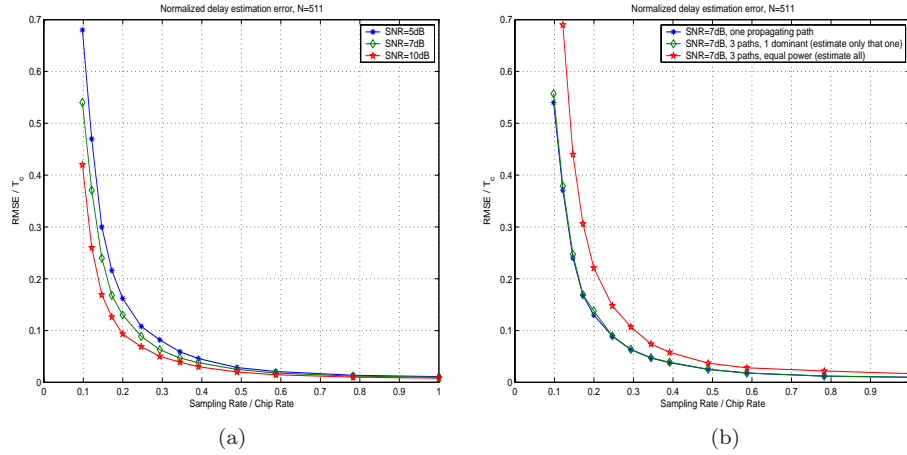 Normalized delay estimation error, N=511
SNR=5dB
SNR=7dB
SNR=10dB
RMSE / T_c
0.7
0.6
0.5
0.4
0.3
0.2
0.1
0
0 0.1 0.2 0.3 0.4 0.5 0.6 0.7 0.8 0.9 1
Sampling Rate / Chip Rate
(a)
Normalized delay estimation error, N=511
SNR=7dB, one propagating path
SNR=7dB, 3 paths, 1 dominant (estimate only that one)
SNR=7dB, 3 paths, equal power (estimate all)
RMSE / T_c
0.7
0.6
0.5
0.4
0.3
0.2
0.1
0
0 0.1 0.2 0.3 0.4 0.5 0.6 0.7 0.8 0.9
Sampling Rate / Chip Rate
(b)